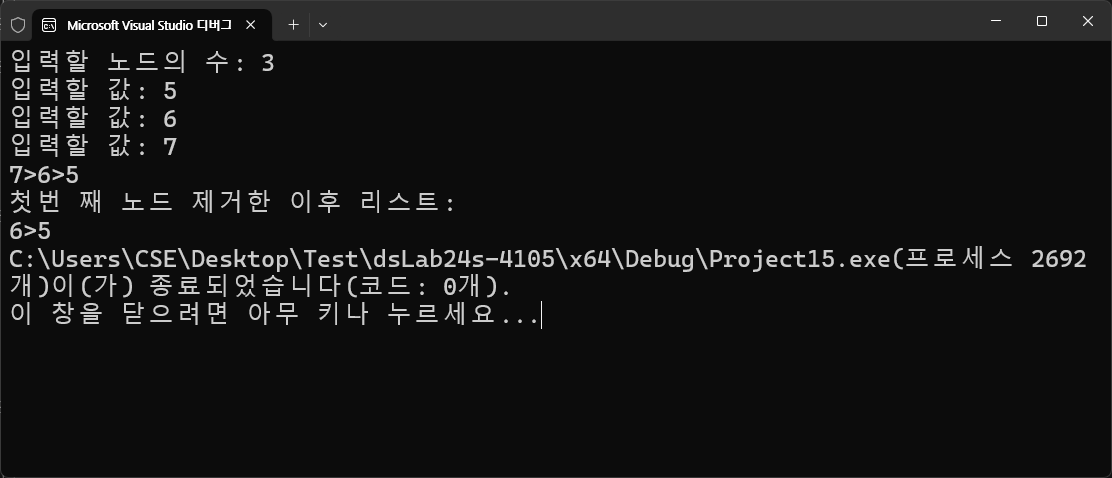 Microsoft Visual Studio 디버그
입력할 노드의 수: 3
입력할 값: 5
입력할 값: 6
입력할 값: 7
7>6>5
첫번 째 노드 제거한 이후 리스트:
6>5
C:\Users\CSE\Desktop\Test\dsLab24s-4105\x64\Debug\Project15.exe(프로세스 2692
개)이(가) 종료되었습니다(코드: 0개).
이 창을 닫으려면 아무 키나 누르세요...